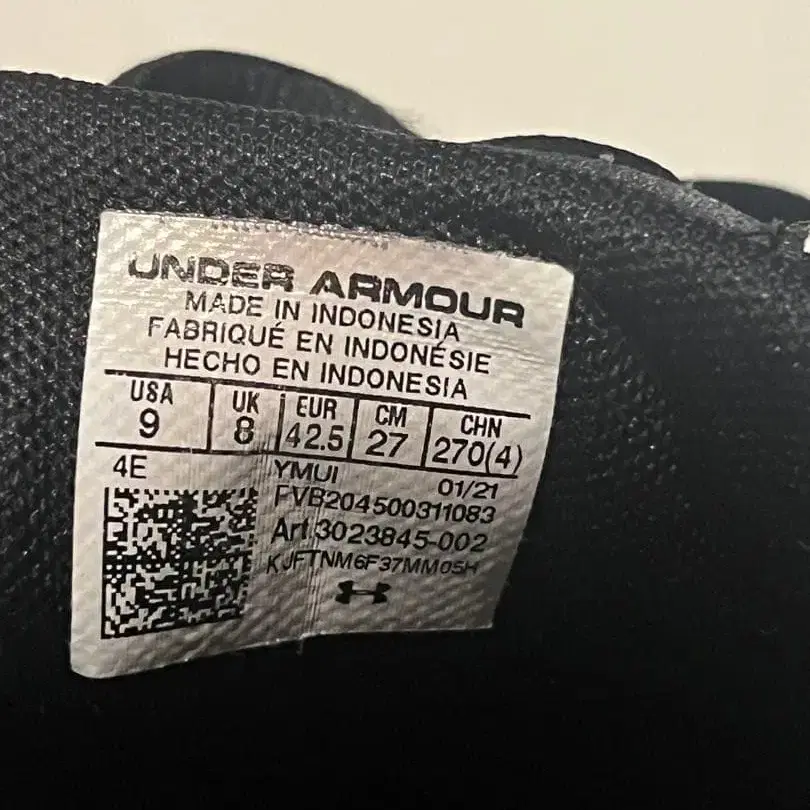 UNDER ARMOUR
MADE IN INDONESIA
FABRIQUÉ EN INDONÉSIE
HECHO EN INDONESIA
USA UK EUR CM CHN
9 8 42.5 27 270(4)
4E YMUI 01/21
FVB204500311083
Art.3023845-002
KJFTNM6F37MM05H